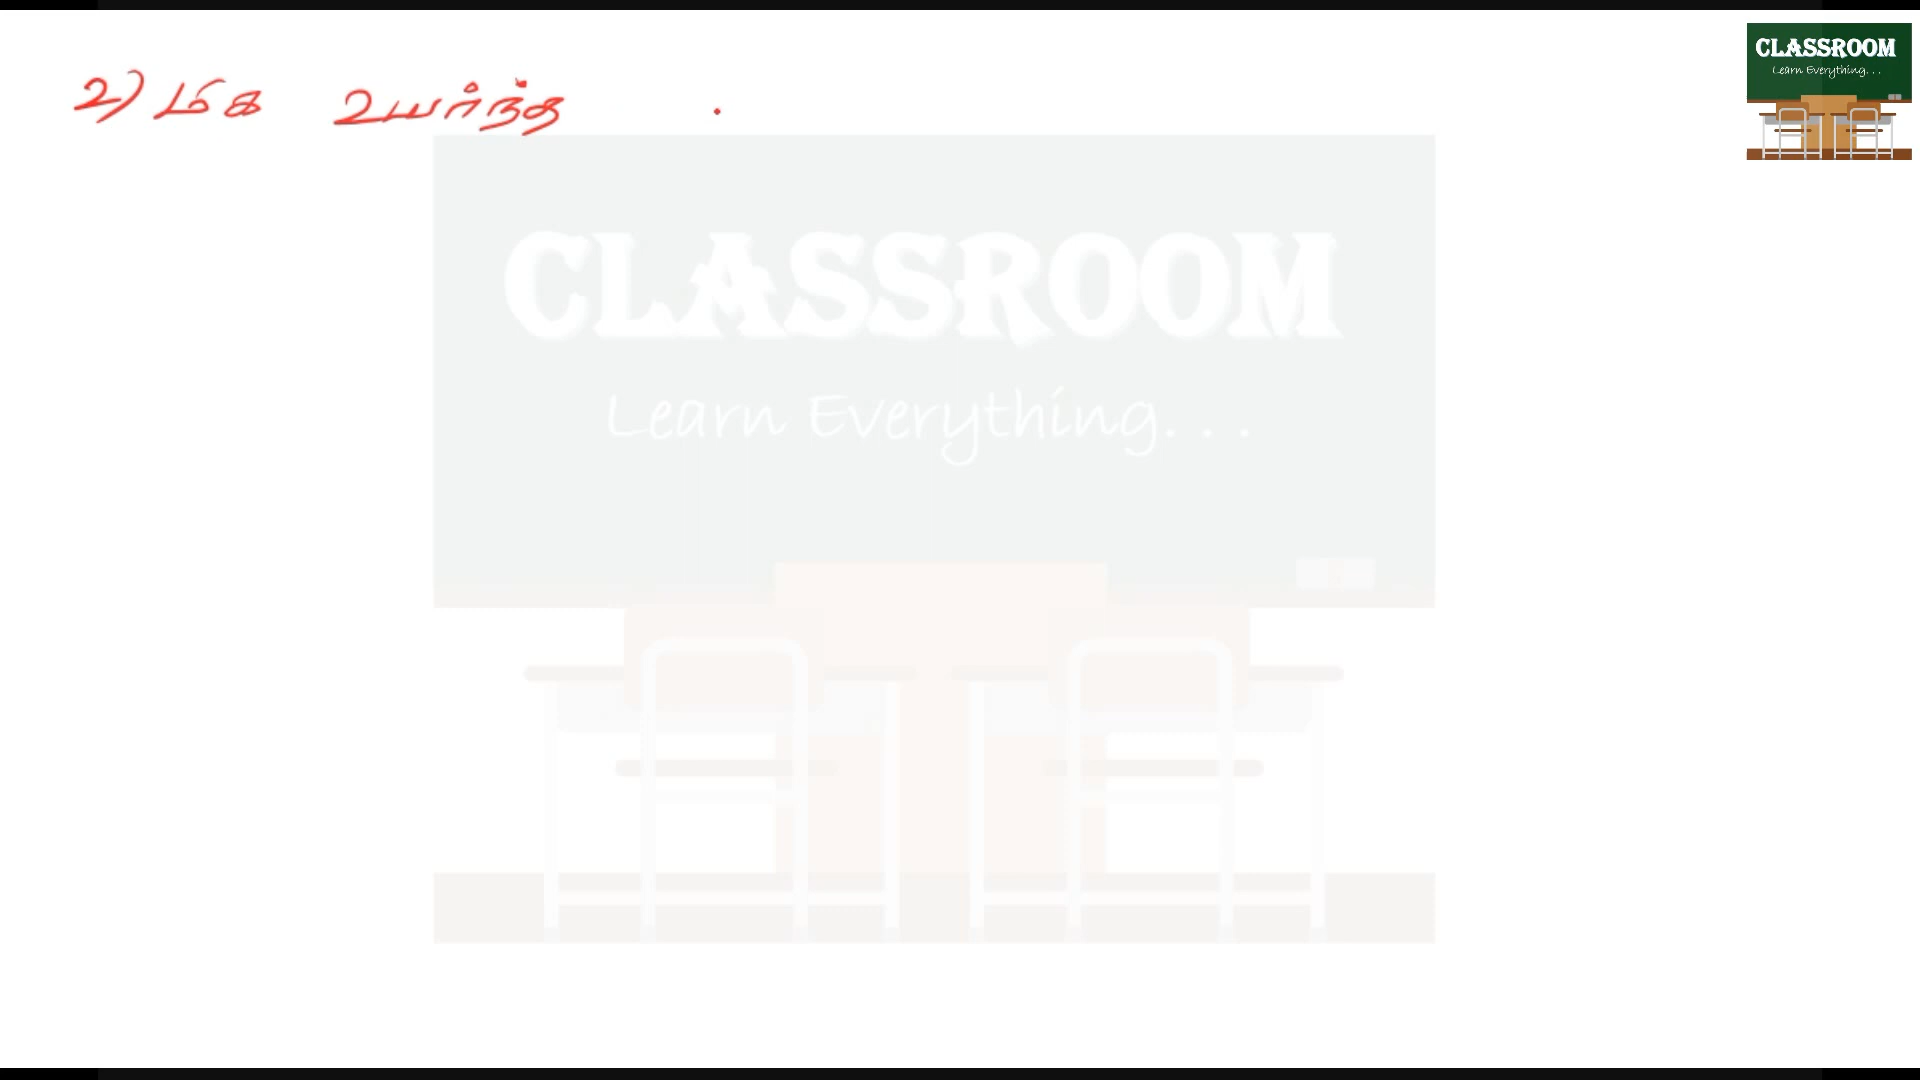 2) மிக உயர்ந்த
CLASSROOM
Learn Everything...
CLASSROOM
Learn Everything. . .